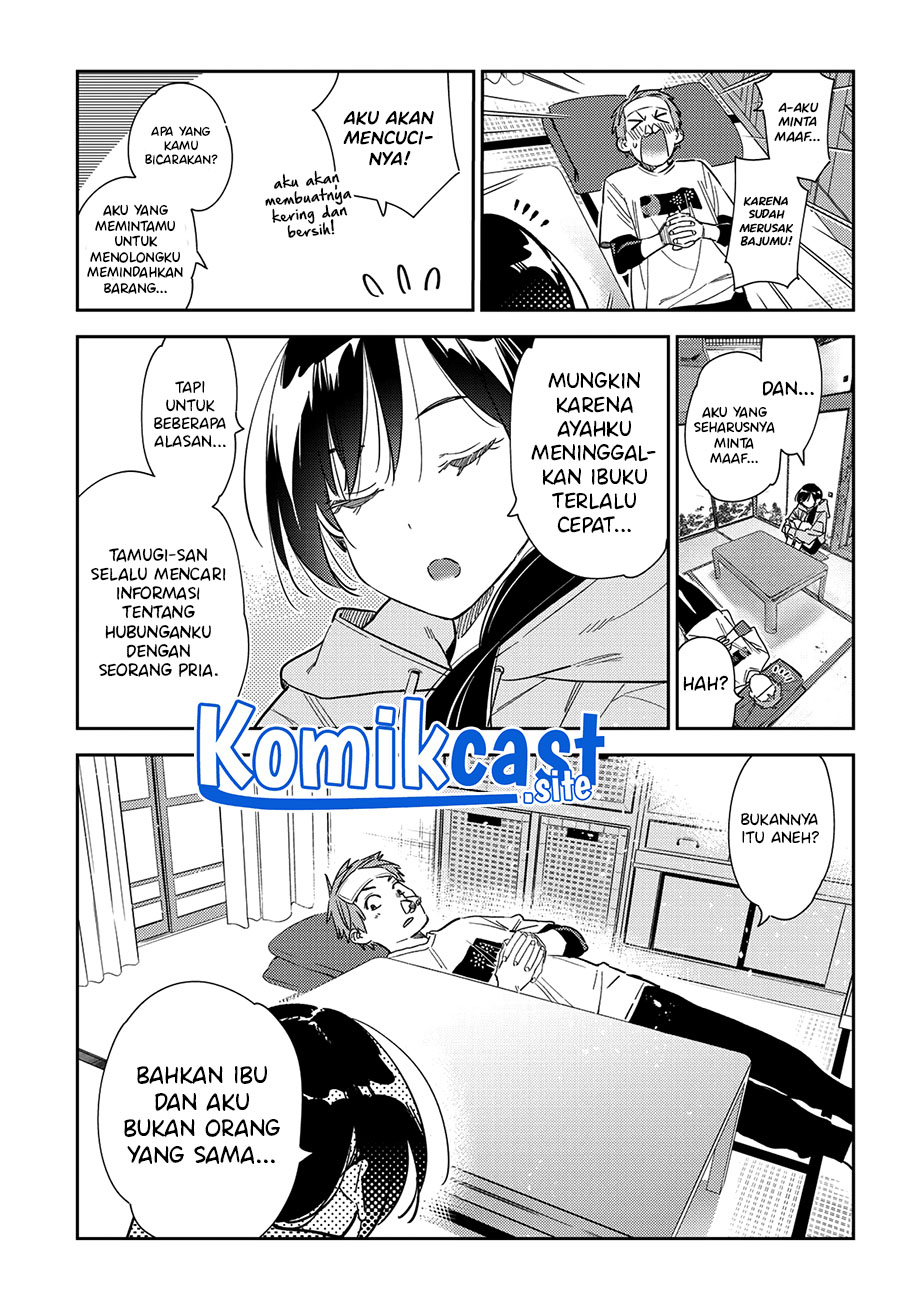 A-AKU
MINTA
MAAF...
KARENA
SUDAH
MERUSAK
BAJUMU!
AKU AKAN
MENCUCI-
NYA!
aku akan
membuatnya
kering dan
bersih!
APA YANG
KAMU
BICARAKAN?
AKU YANG
MEMINTAMU
UNTUK
MENOLONGKU
MEMINDAHKAN
BARANG...
DAN...
AKU YANG
SEHARUSNYA
MINTA
MAAF...
HAH?
MUNGKIN
KARENA
AYAHKU
MENINGGAL-
KAN IBUKU
TERLALU
CEPAT...
TAPI
UNTUK
BEBERAPA
ALASAN...
TAMUGI-SAN
SELALU MENCARI
INFORMASI
TENTANG
HUBUNGANKU
DENGAN
SEORANG PRIA.
Komikcast
.site
BUKANNYA
ITU ANEH?
BAHKAN IBU
DAN AKU
BUKAN ORANG
YANG SAMA...